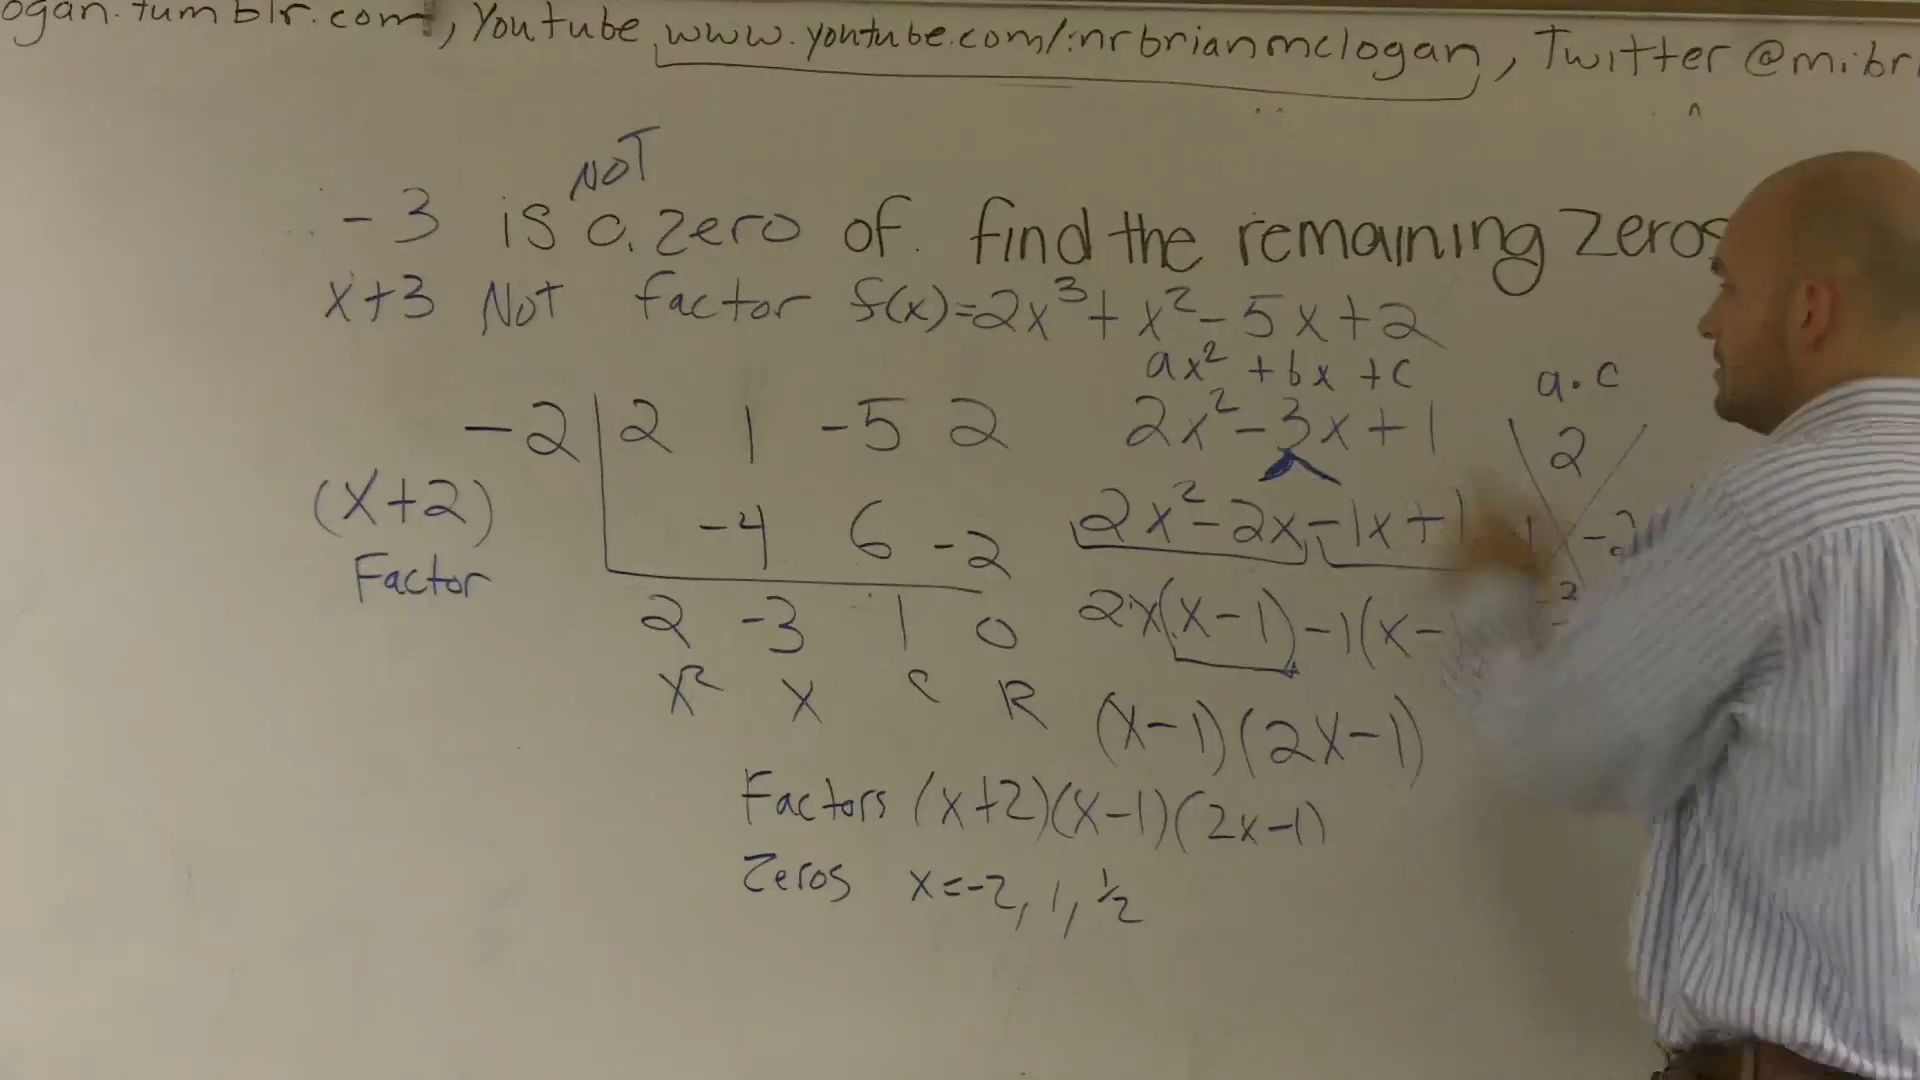 ogan.tumblr.com, Youtube www.youtube.com/mrbrianmclogan, Twitter @mrbri
NOT
-3 is a zero of. find the remaining zeros
x+3 Not factor f(x)=2x³+x²-5x+2
ax²+bx+c
a·c
-2 | 2 1 -5 2
2x²-3x+1
2
(x+2)
-4 6 -2
2x²-2x-1x+1
-2
Factor
2 -3 1 0
2x(x-1)-1(x-
x² x c R
(x-1)(2x-1)
Factors (x+2)(x-1)(2x-1)
Zeros x=-2, 1, ½